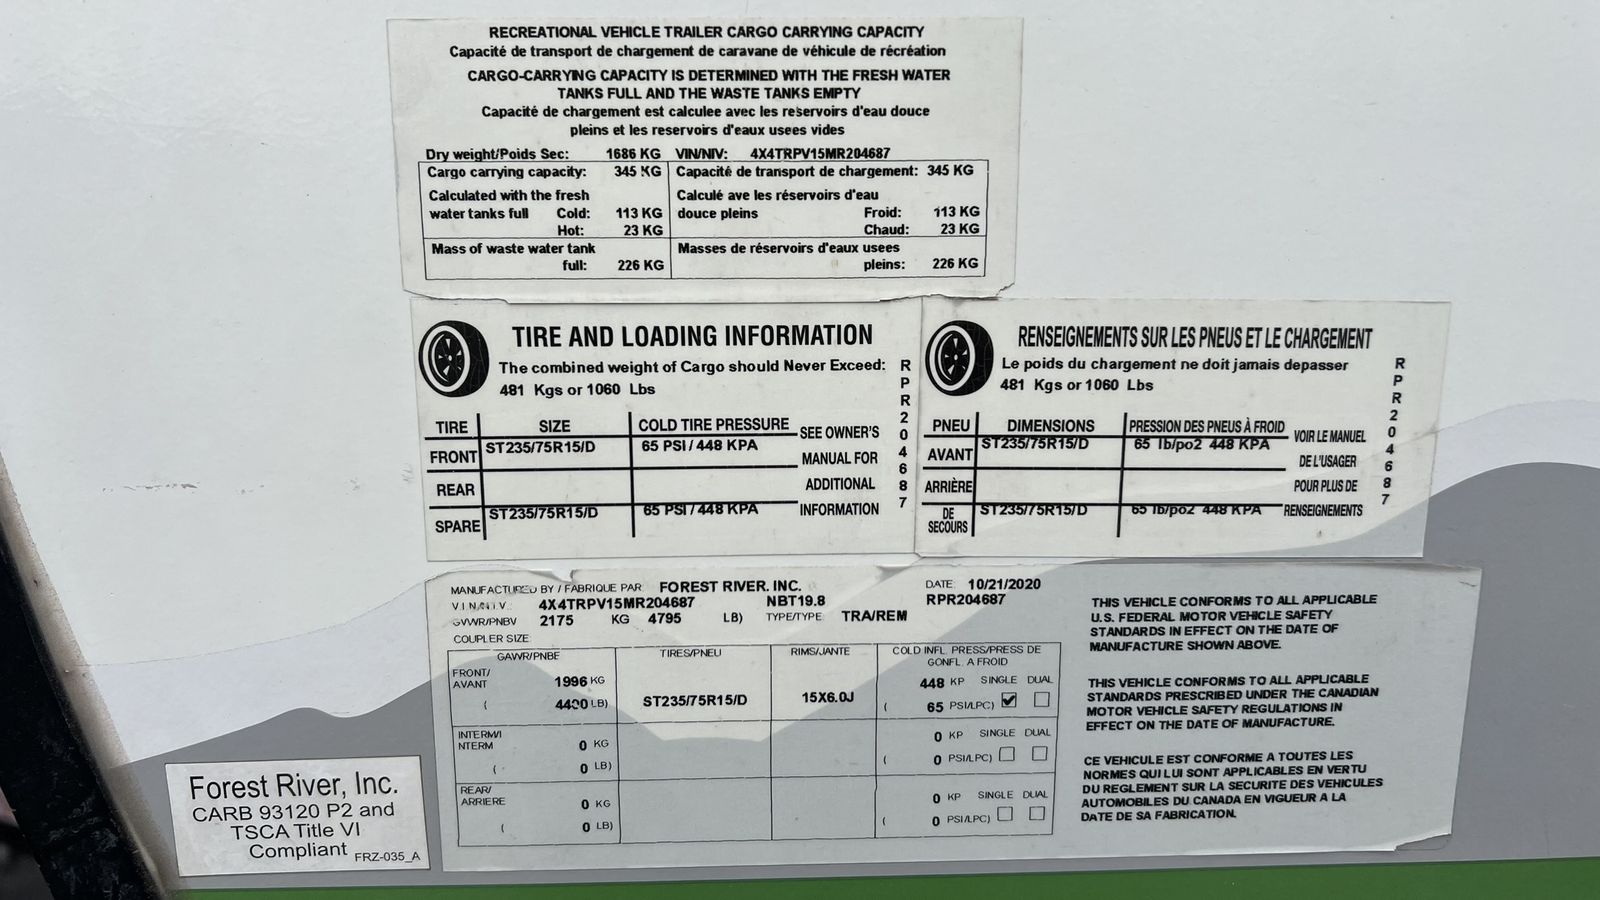 RECREATIONAL VEHICLE TRAILER CARGO CARRYING CAPACITY
Capacité de transport de chargement de caravane de véhicule de récréation
CARGO-CARRYING CAPACITY IS DETERMINED WITH THE FRESH WATER
TANKS FULL AND THE WASTE TANKS EMPTY
Capacité de chargement est calculee avec les reservoirs d'eau douce
pleins et les reservoirs d'eaux usees vides
Dry weight/Poids Sec: 1686 KG VIN/NIV: 4X4TRPV15MR204687
Cargo carrying capacity: 345 KG Capacité de transport de chargement: 345 KG
Calculated with the fresh Calculé ave les réservoirs d'eau
water tanks full Cold: 113 KG douce pleins Froid: 113 KG
Hot: 23 KG Chaud: 23 KG
Mass of waste water tank Masses de réservoirs d'eaux usees
full: 226 KG pleins: 226 KG
TIRE AND LOADING INFORMATION
The combined weight of Cargo should Never Exceed:
481 Kgs or 1060 Lbs
TIRE SIZE COLD TIRE PRESSURE
FRONT ST235/75R15/D 65 PSI / 448 KPA
REAR
SPARE ST235/75R15/D 65 PSI / 448 KPA
SEE OWNER'S
MANUAL FOR
ADDITIONAL
INFORMATION
RPR204687
RENSEIGNEMENTS SUR LES PNEUS ET LE CHARGEMENT
Le poids du chargement ne doit jamais depasser
481 Kgs or 1060 Lbs
PNEU DIMENSIONS PRESSION DES PNEUS À FROID
AVANT ST235/75R15/D 65 lb/po2 448 KPA
ARRIÈRE
DE SECOURS ST235/75R15/D 65 lb/po2 448 KPA
VOIR LE MANUEL
DE L'USAGER
POUR PLUS DE
RENSEIGNEMENTS
RPR204687
MANUFACTURED BY / FABRIQUE PAR FOREST RIVER, INC. DATE: 10/21/2020
V.I.N./N.I.V. 4X4TRPV15MR204687 NBT19.8 RPR204687
GVWR/PNBV 2175 KG 4795 LB) TYPE/TYPE: TRA/REM
COUPLER SIZE
GAWR/PNBE TIRES/PNEU RIMS/JANTE COLD INFL. PRESS/PRESS DE
GONFL. A FROID
FRONT/
AVANT 1996 KG 448 KP SINGLE DUAL
( 4400 LB) ST235/75R15/D 15X6.0J ( 65 PSI/LPC)
INTERM/
INTERM 0 KG 0 KP SINGLE DUAL
( 0 LB) ( 0 PSI/LPC)
REAR/
ARRIERE 0 KG 0 KP SINGLE DUAL
( 0 LB) ( 0 PSI/LPC)
THIS VEHICLE CONFORMS TO ALL APPLICABLE
U.S. FEDERAL MOTOR VEHICLE SAFETY
STANDARDS IN EFFECT ON THE DATE OF
MANUFACTURE SHOWN ABOVE.
THIS VEHICLE CONFORMS TO ALL APPLICABLE
STANDARDS PRESCRIBED UNDER THE CANADIAN
MOTOR VEHICLE SAFETY REGULATIONS IN
EFFECT ON THE DATE OF MANUFACTURE.
CE VEHICULE EST CONFORME A TOUTES LES
NORMES QUI LUI SONT APPLICABLES EN VERTU
DU REGLEMENT SUR LA SECURITE DES VEHICULES
AUTOMOBILES DU CANADA EN VIGUEUR A LA
DATE DE SA FABRICATION.
Forest River, Inc.
CARB 93120 P2 and
TSCA Title VI
Compliant FRZ-035_A